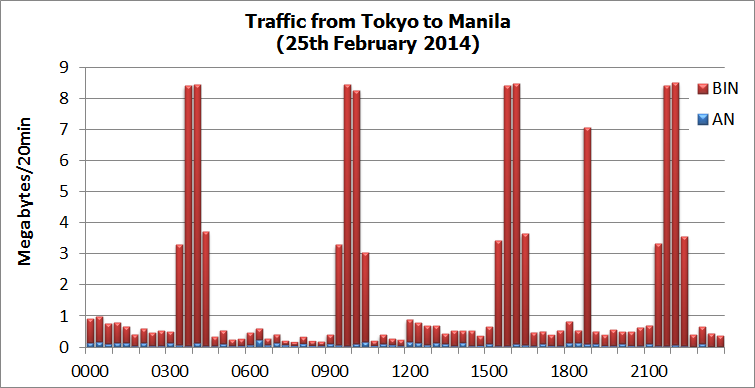 Traffic from Tokyo to Manila
(25th February 2014)
Megabytes/20min
9
8
7
6
5
4
3
2
1
0
0000 0300 0600 0900 1200 1500 1800 2100
BIN
AN